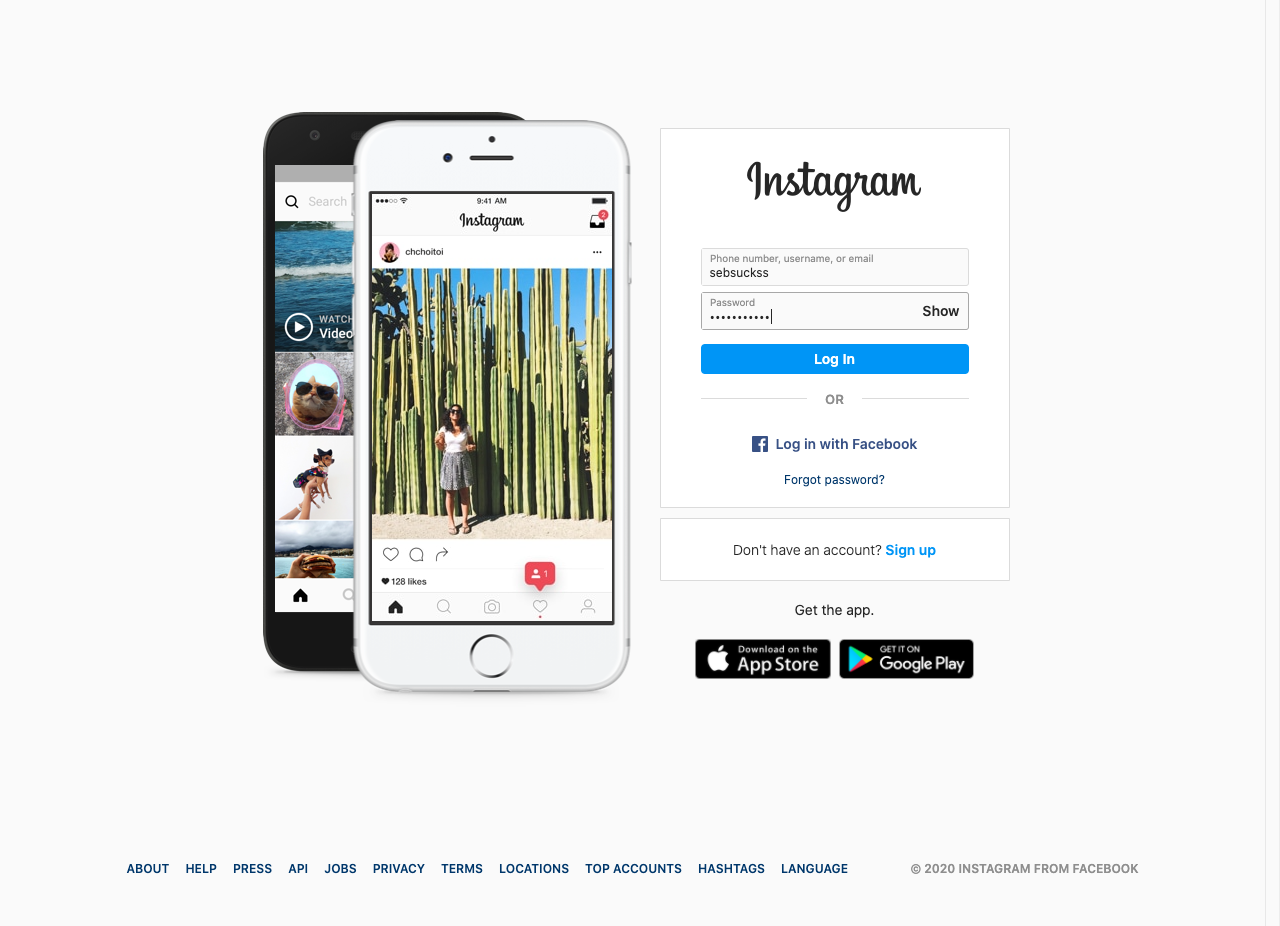 Search
WATCH
Video
9:41 AM
Instagram
2
chchoitoi
1
128 likes
Instagram
Phone number, username, or email
sebsuckss
Password
•••••••••••
Show
Log In
OR
Log in with Facebook
Forgot password?
Don't have an account? Sign up
Get the app.
Download on the
App Store
GET IT ON
Google Play
ABOUT HELP PRESS API JOBS PRIVACY TERMS LOCATIONS TOP ACCOUNTS HASHTAGS LANGUAGE © 2020 INSTAGRAM FROM FACEBOOK